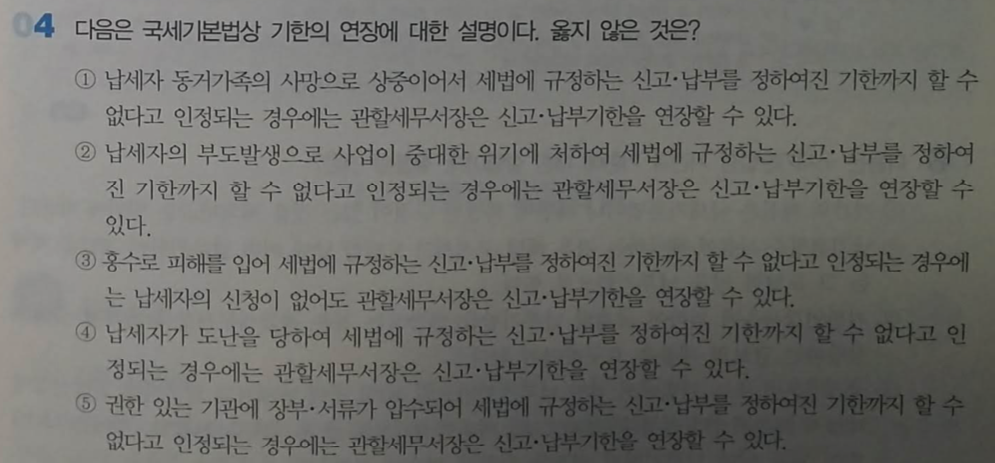 04 다음은 국세기본법상 기한의 연장에 대한 설명이다. 옳지 않은 것은?
① 납세자 동거가족의 사망으로 상중이어서 세법에 규정하는 신고·납부를 정하여진 기한까지 할 수
없다고 인정되는 경우에는 관할세무서장은 신고·납부기한을 연장할 수 있다.
② 납세자의 부도발생으로 사업이 중대한 위기에 처하여 세법에 규정하는 신고·납부를 정하여
진 기한까지 할 수 없다고 인정되는 경우에는 관할세무서장은 신고·납부기한을 연장할 수
있다.
③ 홍수로 피해를 입어 세법에 규정하는 신고·납부를 정하여진 기한까지 할 수 없다고 인정되는 경우에
는 납세자의 신청이 없어도 관할세무서장은 신고·납부기한을 연장할 수 있다.
④ 납세자가 도난을 당하여 세법에 규정하는 신고·납부를 정하여진 기한까지 할 수 없다고 인
정되는 경우에는 관할세무서장은 신고·납부기한을 연장할 수 있다.
⑤ 권한 있는 기관에 장부·서류가 압수되어 세법에 규정하는 신고·납부를 정하여진 기한까지 할 수
없다고 인정되는 경우에는 관할세무서장은 신고·납부기한을 연장할 수 있다.